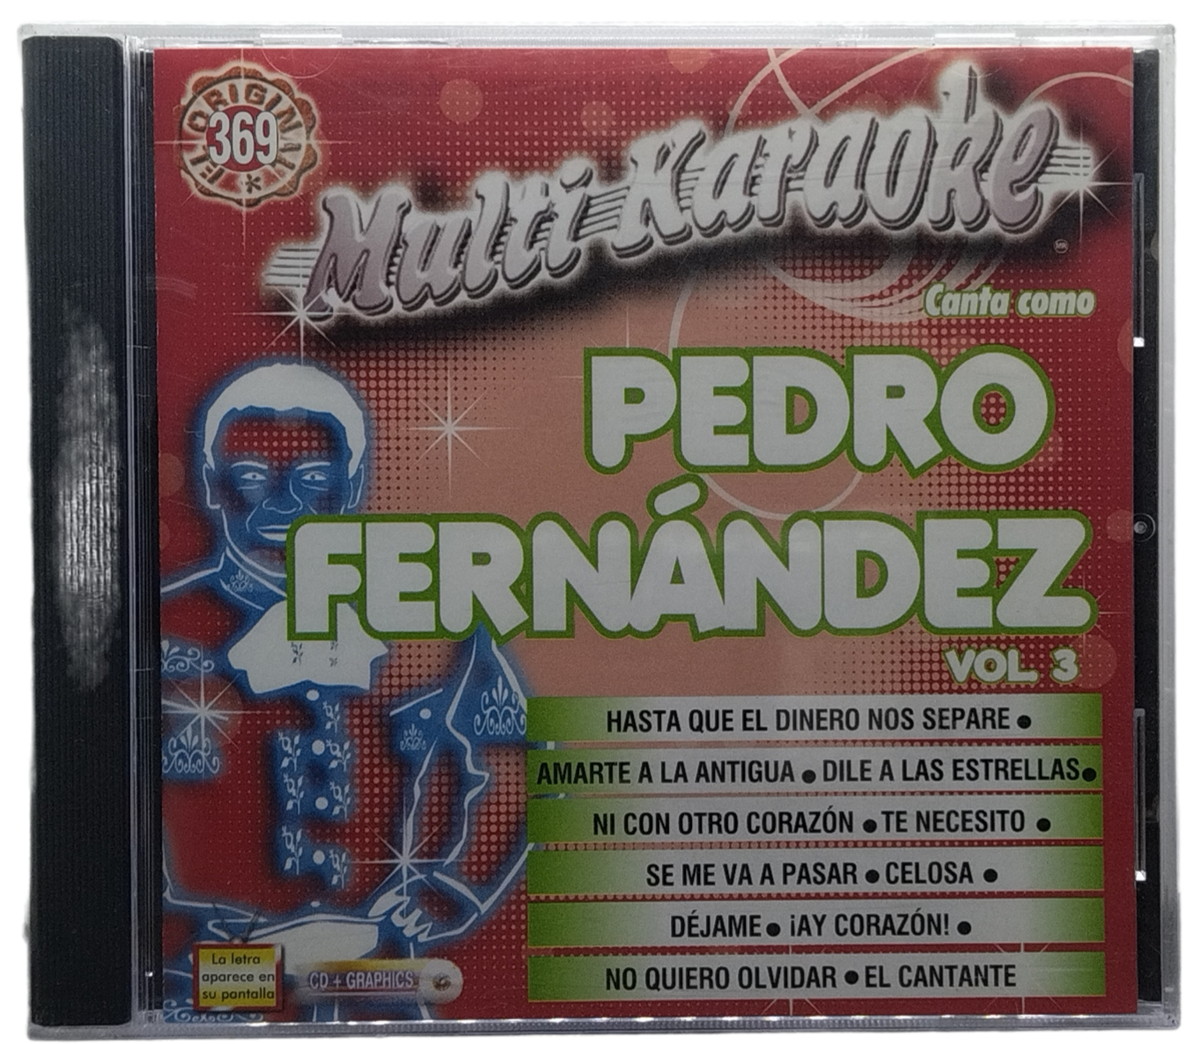 EL ORIGINAL
369
Multi Karaoke
MR
Canta como
PEDRO
FERNÁNDEZ
VOL. 3
HASTA QUE EL DINERO NOS SEPARE ●
AMARTE A LA ANTIGUA ● DILE A LAS ESTRELLAS ●
NI CON OTRO CORAZÓN ● TE NECESITO ●
SE ME VA A PASAR ● CELOSA ●
DÉJAME ● ¡AY CORAZÓN! ●
NO QUIERO OLVIDAR ● EL CANTANTE
La letra
aparece en
su pantalla
CD + GRAPHICS